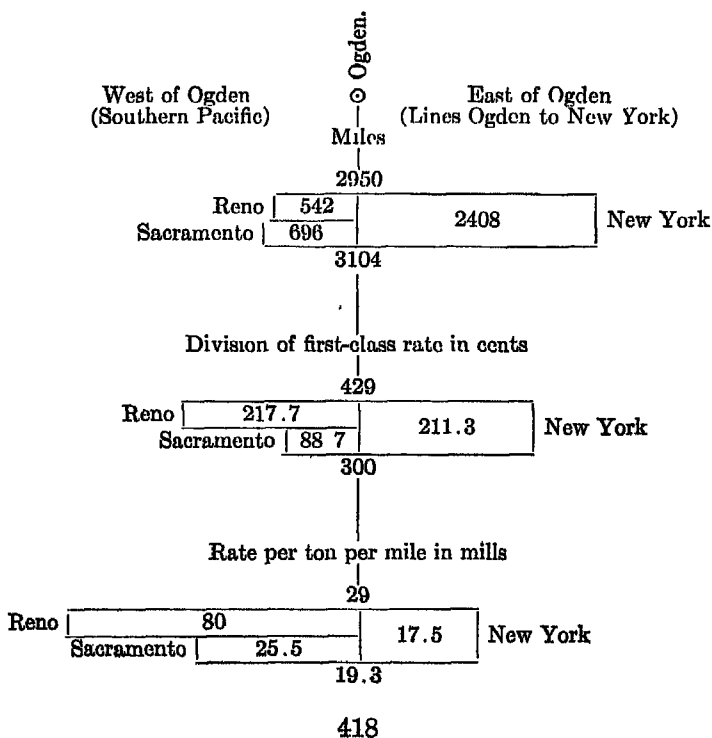 Ogden.
West of Ogden
(Southern Pacific)
East of Ogden
(Lines Ogden to New York)
Miles
2950
Reno 542 2408 New York
Sacramento 696
3104
Division of first-class rate in cents
429
Reno 217.7 211.3 New York
Sacramento 88 7
300
Rate per ton per mile in mills
29
Reno 80 17.5 New York
Sacramento 25.5
19.3
418